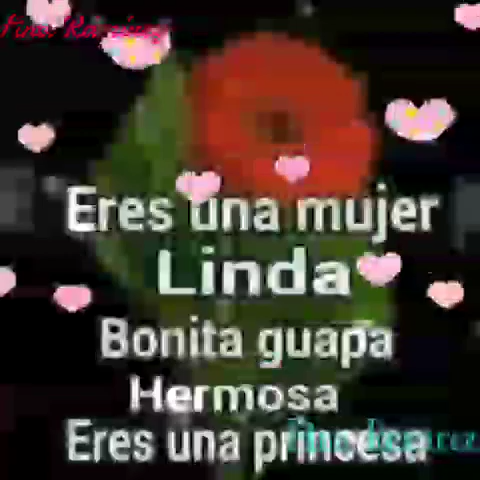 Eres una mujer
Linda
Bonita guapa
Hermosa
Eres una princesa